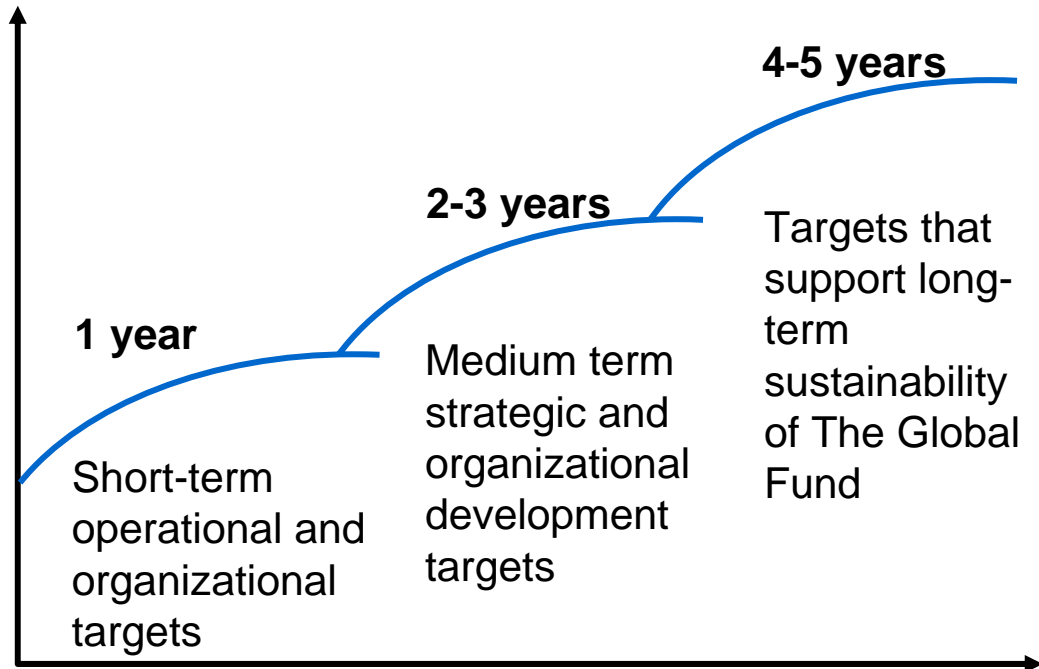 1 year
Short-term
operational and
organizational
targets
2-3 years
Medium term
strategic and
organizational
development
targets
4-5 years
Targets that
support long-
term
sustainability
of The Global
Fund